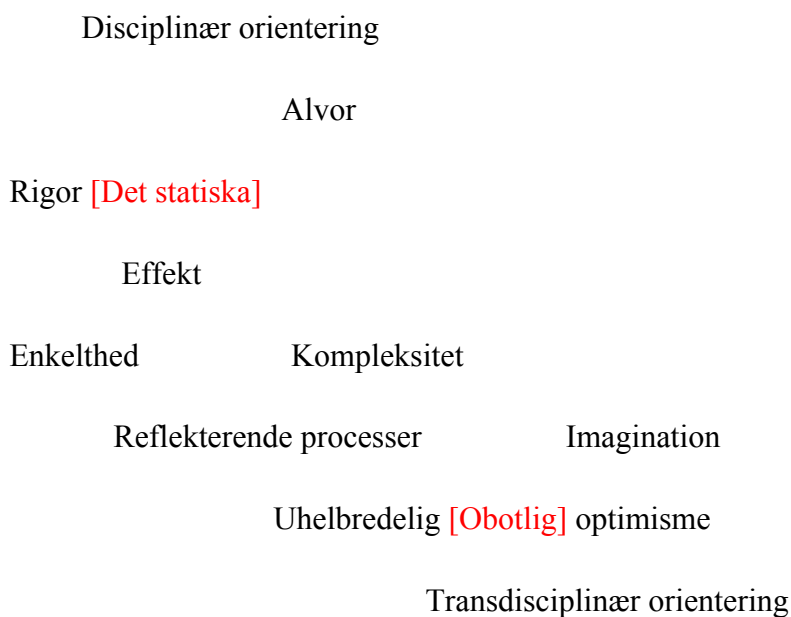 Disciplinær orientering
Alvor
Rigor [Det statiska]
Effekt
Enkelthed Kompleksitet
Reflekterende processer Imagination
Uhelbredelig [Obotlig] optimisme
Transdisciplinær orientering